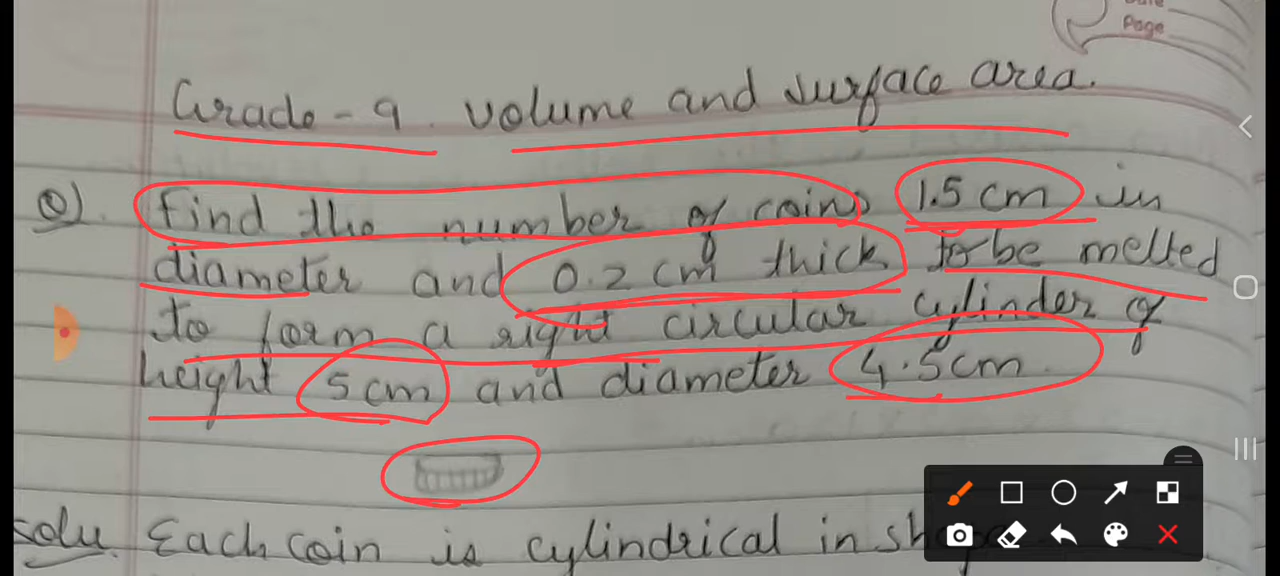 Page
Grade - 9. volume and surface area.
Q). Find the number of coins 1.5 cm in
diameter and 0.2 cm thick to be melted
to form a right circular cylinder of
height 5 cm and diameter 4.5 cm.
Solu. Each coin is cylindrical in